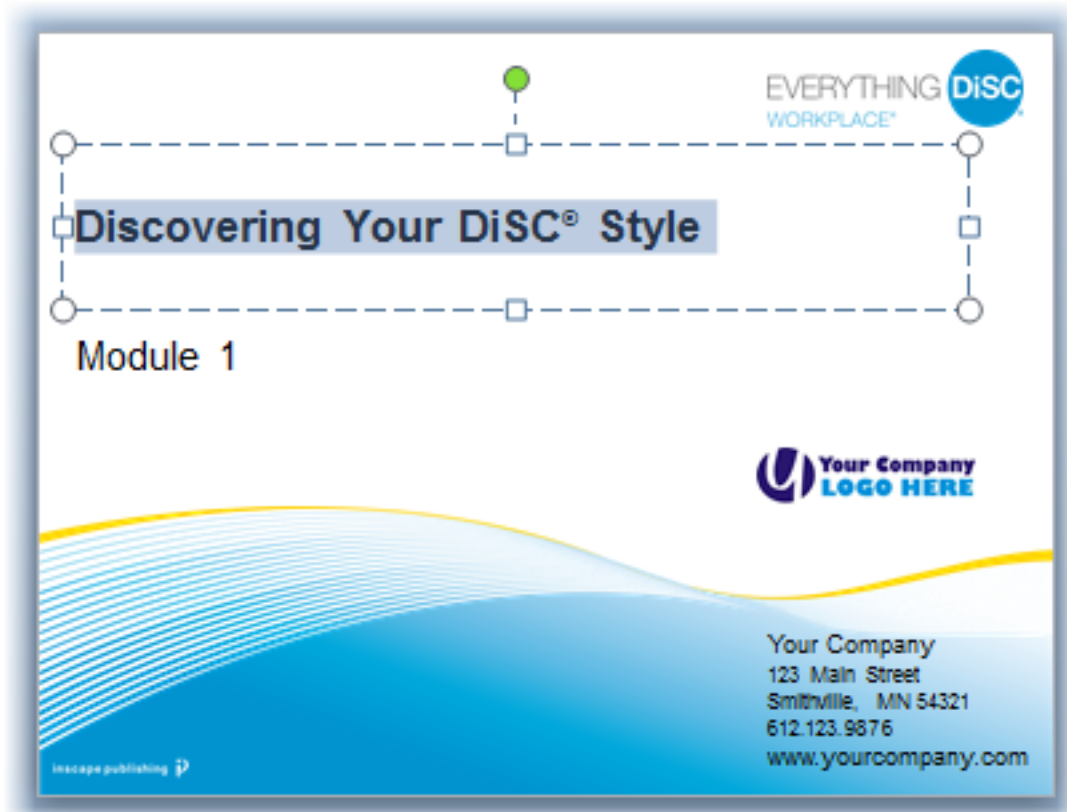 EVERYTHING DiSC
WORKPLACE®
Discovering Your DiSC® Style
Module 1
Your Company
LOGO HERE
Your Company
123 Main Street
Smithville, MN 54321
612.123.9876
www.yourcompany.com
inscape publishing